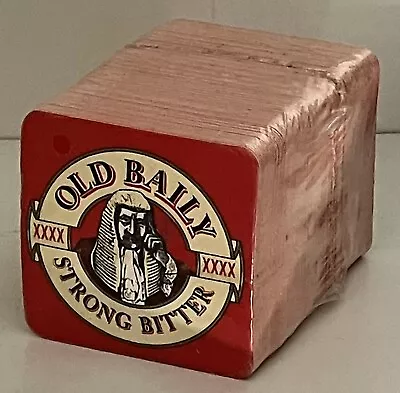 OLD BAILY
XXXX XXXX
STRONG BITTER